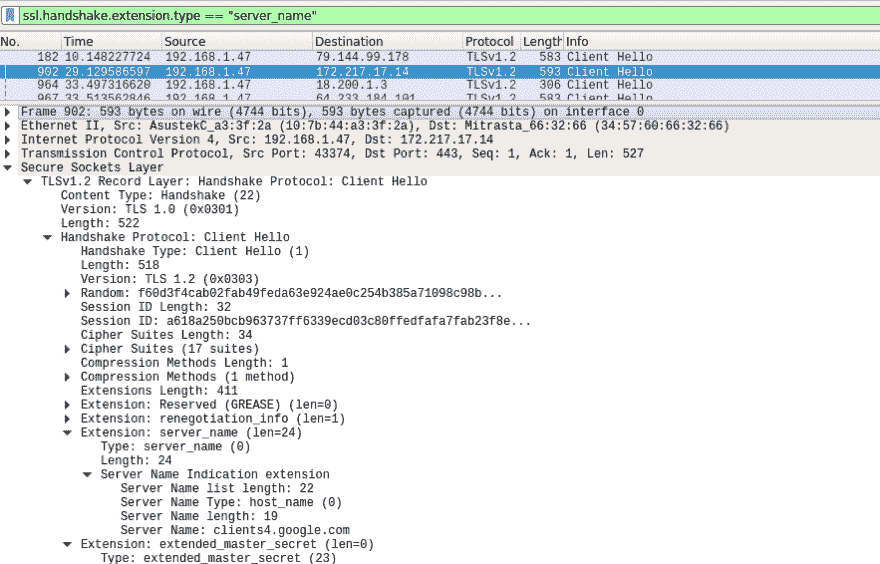 ssl.handshake.extension.type == "server_name"
No. Time Source Destination Protocol Length Info
182 10.148227724 192.168.1.47 79.144.99.178 TLSv1.2 583 Client Hello
902 29.129586597 192.168.1.47 172.217.17.14 TLSv1.2 593 Client Hello
964 33.497316620 192.168.1.47 18.200.1.3 TLSv1.2 306 Client Hello
967 33.513562846 192.168.1.47 64.233.184.101 TLSv1.2 583 Client Hello
Frame 902: 593 bytes on wire (4744 bits), 593 bytes captured (4744 bits) on interface 0
Ethernet II, Src: AsustekC_a3:3f:2a (10:7b:44:a3:3f:2a), Dst: Mitrasta_66:32:66 (34:57:60:66:32:66)
Internet Protocol Version 4, Src: 192.168.1.47, Dst: 172.217.17.14
Transmission Control Protocol, Src Port: 43374, Dst Port: 443, Seq: 1, Ack: 1, Len: 527
Secure Sockets Layer
TLSv1.2 Record Layer: Handshake Protocol: Client Hello
Content Type: Handshake (22)
Version: TLS 1.0 (0x0301)
Length: 522
Handshake Protocol: Client Hello
Handshake Type: Client Hello (1)
Length: 518
Version: TLS 1.2 (0x0303)
Random: f60d3f4cab02fab49feda63e924ae0c254b385a71098c98b...
Session ID Length: 32
Session ID: a618a250bcb963737ff6339ecd03c80ffedfafa7fab23f8e...
Cipher Suites Length: 34
Cipher Suites (17 suites)
Compression Methods Length: 1
Compression Methods (1 method)
Extensions Length: 411
Extension: Reserved (GREASE) (len=0)
Extension: renegotiation_info (len=1)
Extension: server_name (len=24)
Type: server_name (0)
Length: 24
Server Name Indication extension
Server Name list length: 22
Server Name Type: host_name (0)
Server Name length: 19
Server Name: clients4.google.com
Extension: extended_master_secret (len=0)
Type: extended_master_secret (23)